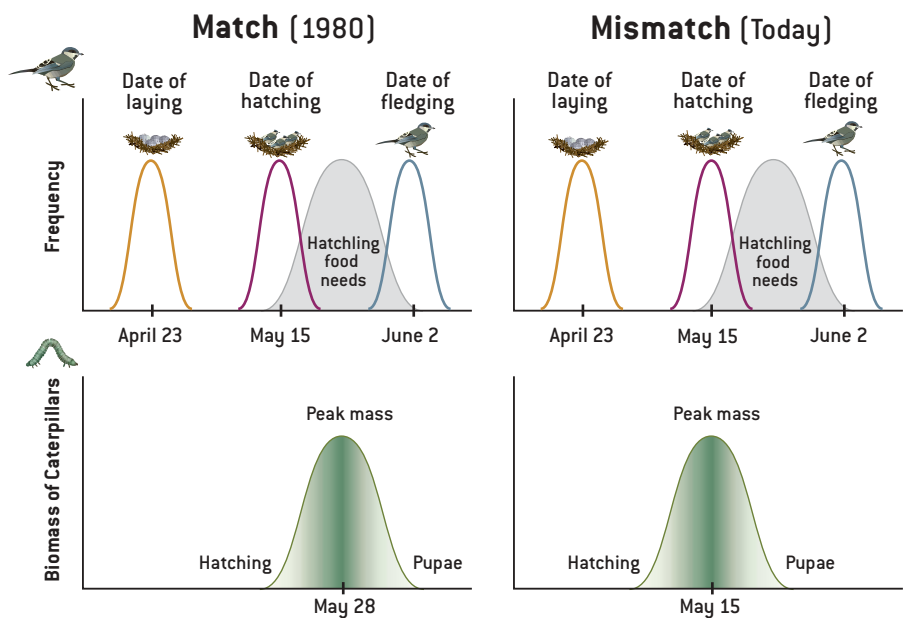 Match (1980)
Date of
laying
Date of
hatching
Date of
fledging
Frequency
Hatchling
food
needs
April 23
May 15
June 2
Mismatch (Today)
Date of
laying
Date of
hatching
Date of
fledging
Hatchling
food
needs
April 23
May 15
June 2
Biomass of Caterpillars
Peak mass
Hatching
Pupae
May 28
Peak mass
Hatching
Pupae
May 15